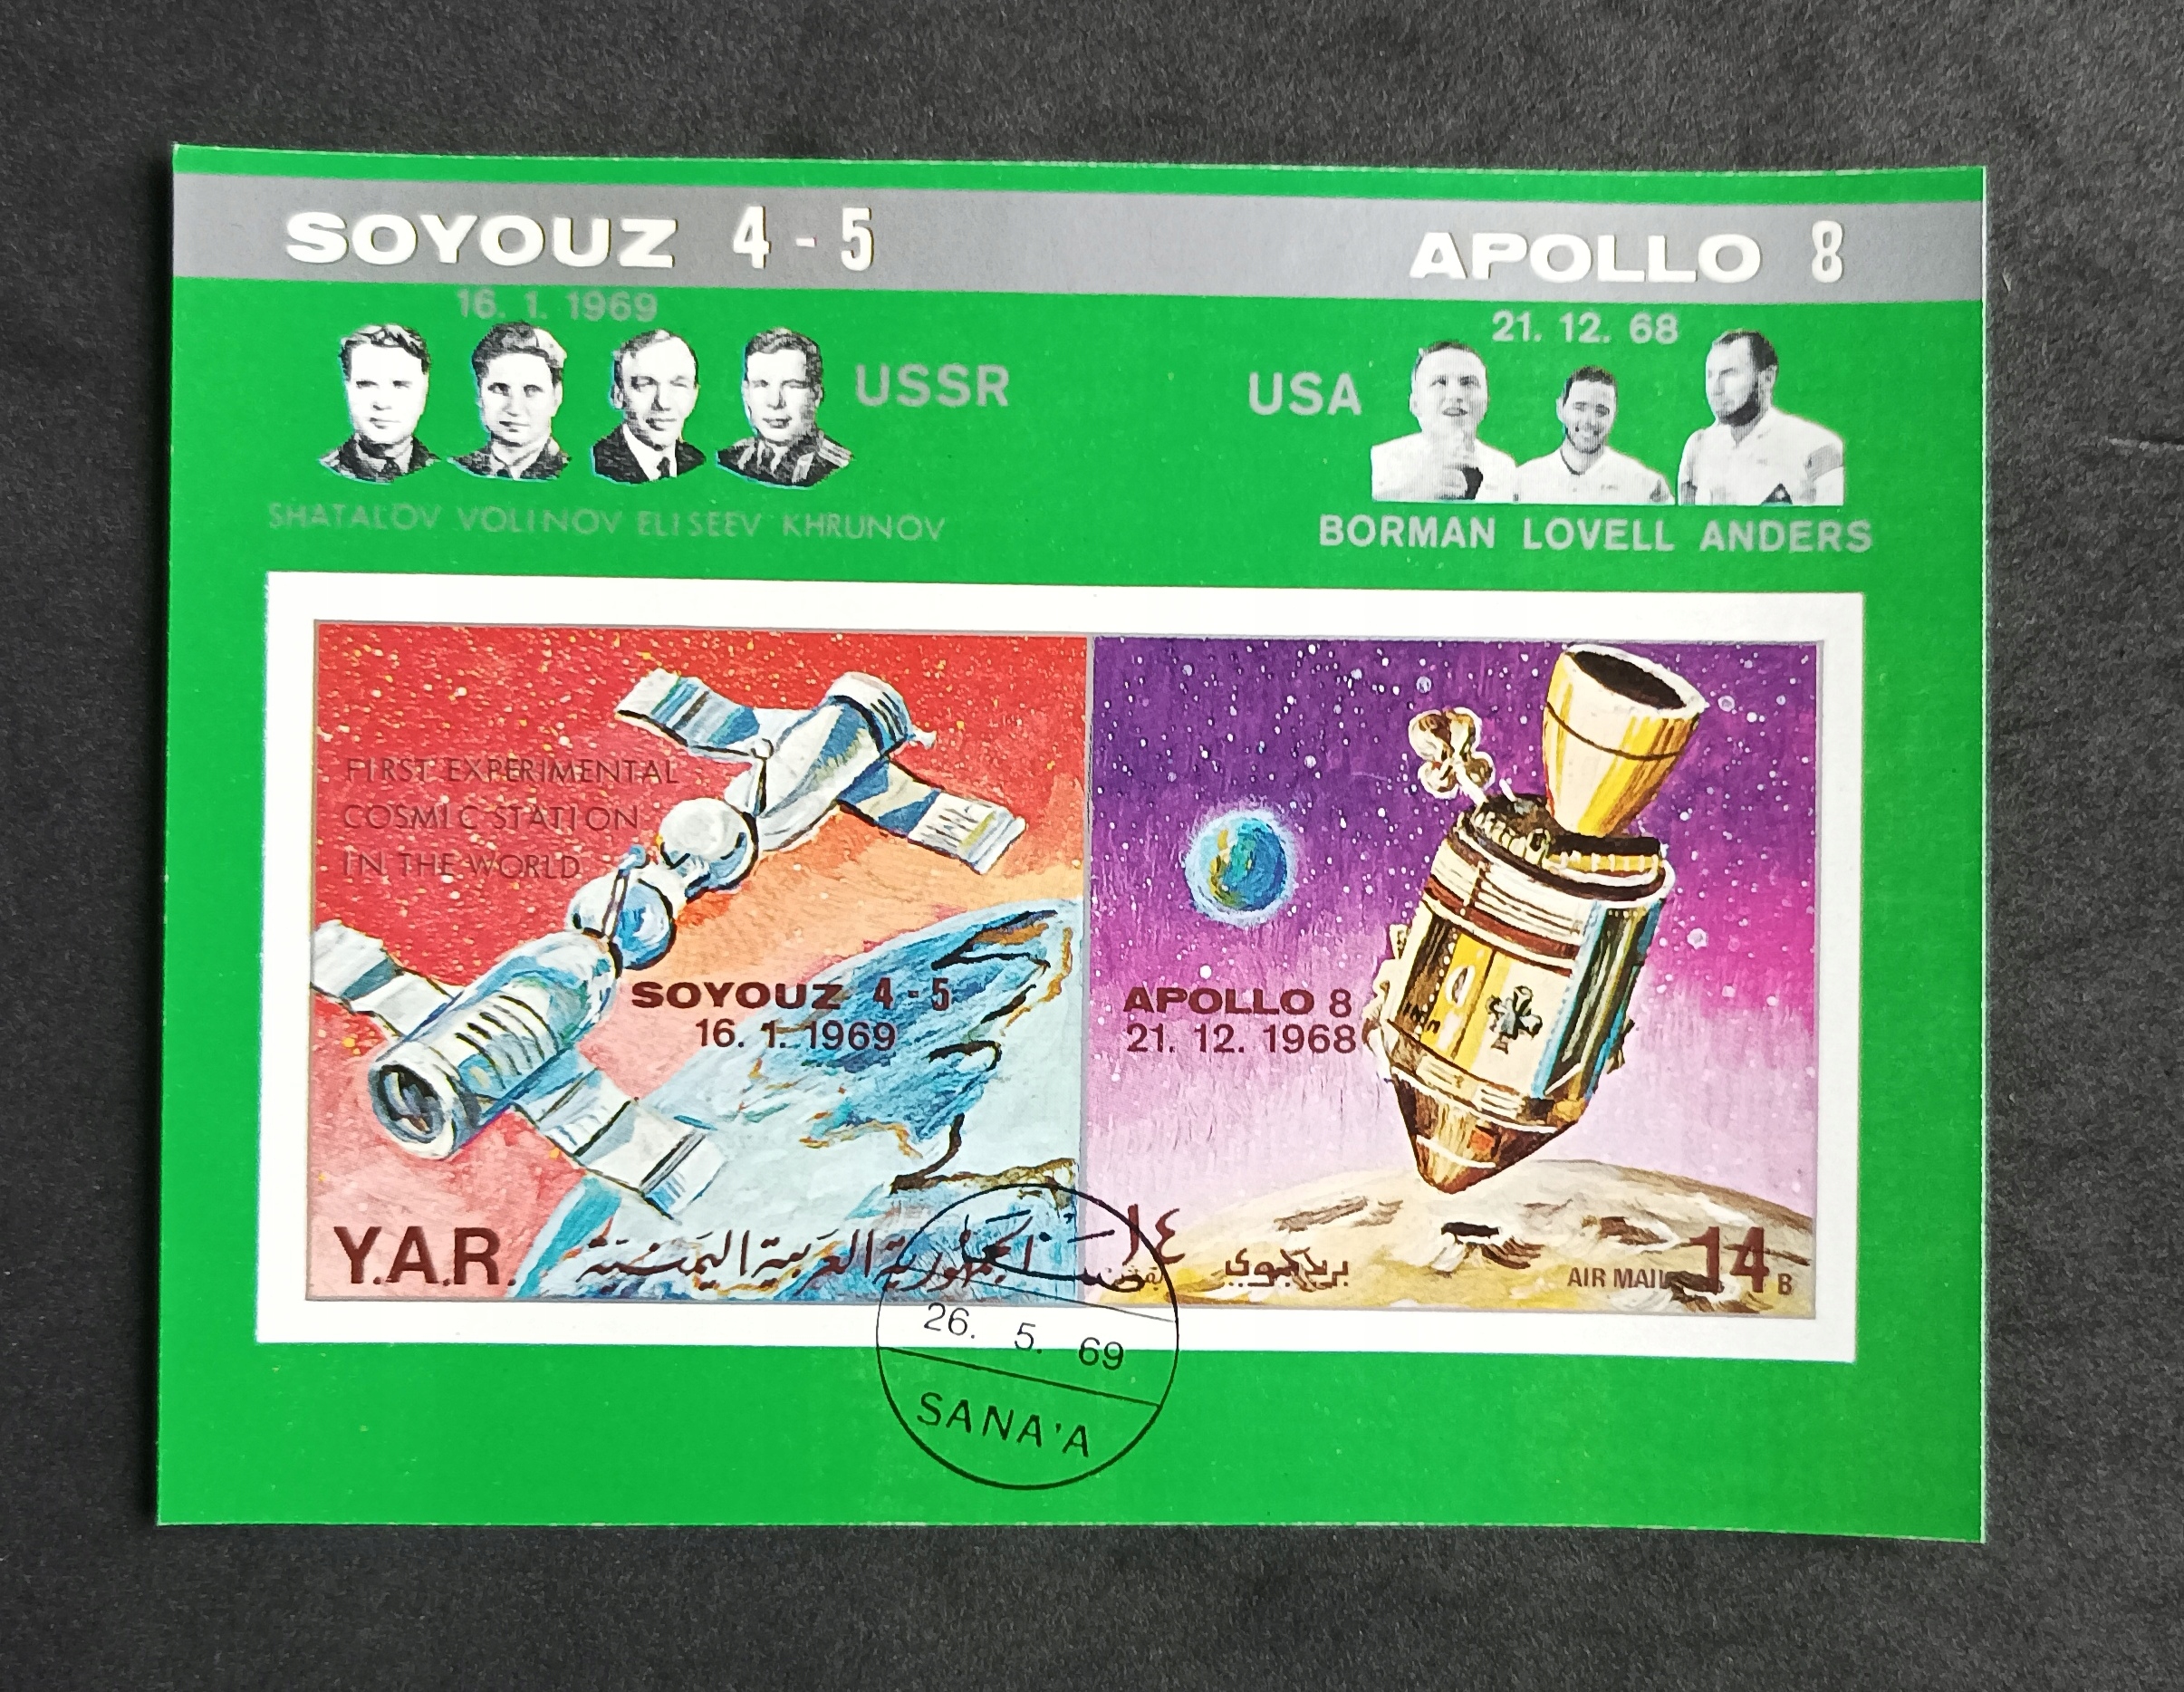 SOYOUZ 4 - 5
APOLLO 8
16. 1. 1969
21. 12. 68
USSR
USA
SHATALOV VOLINOV ELISEEV KHRUNOV
BORMAN LOVELL ANDERS
FIRST EXPERIMENTAL
COSMIC STATION
IN THE WORLD
SOYOUZ 4 - 5
16. 1. 1969
APOLLO 8
21. 12. 1968
Y.A.R.
الجمهورية العربية اليمنية
١٤
بريد جوي
AIR MAIL 14 B
26. 5. 69
SANA'A